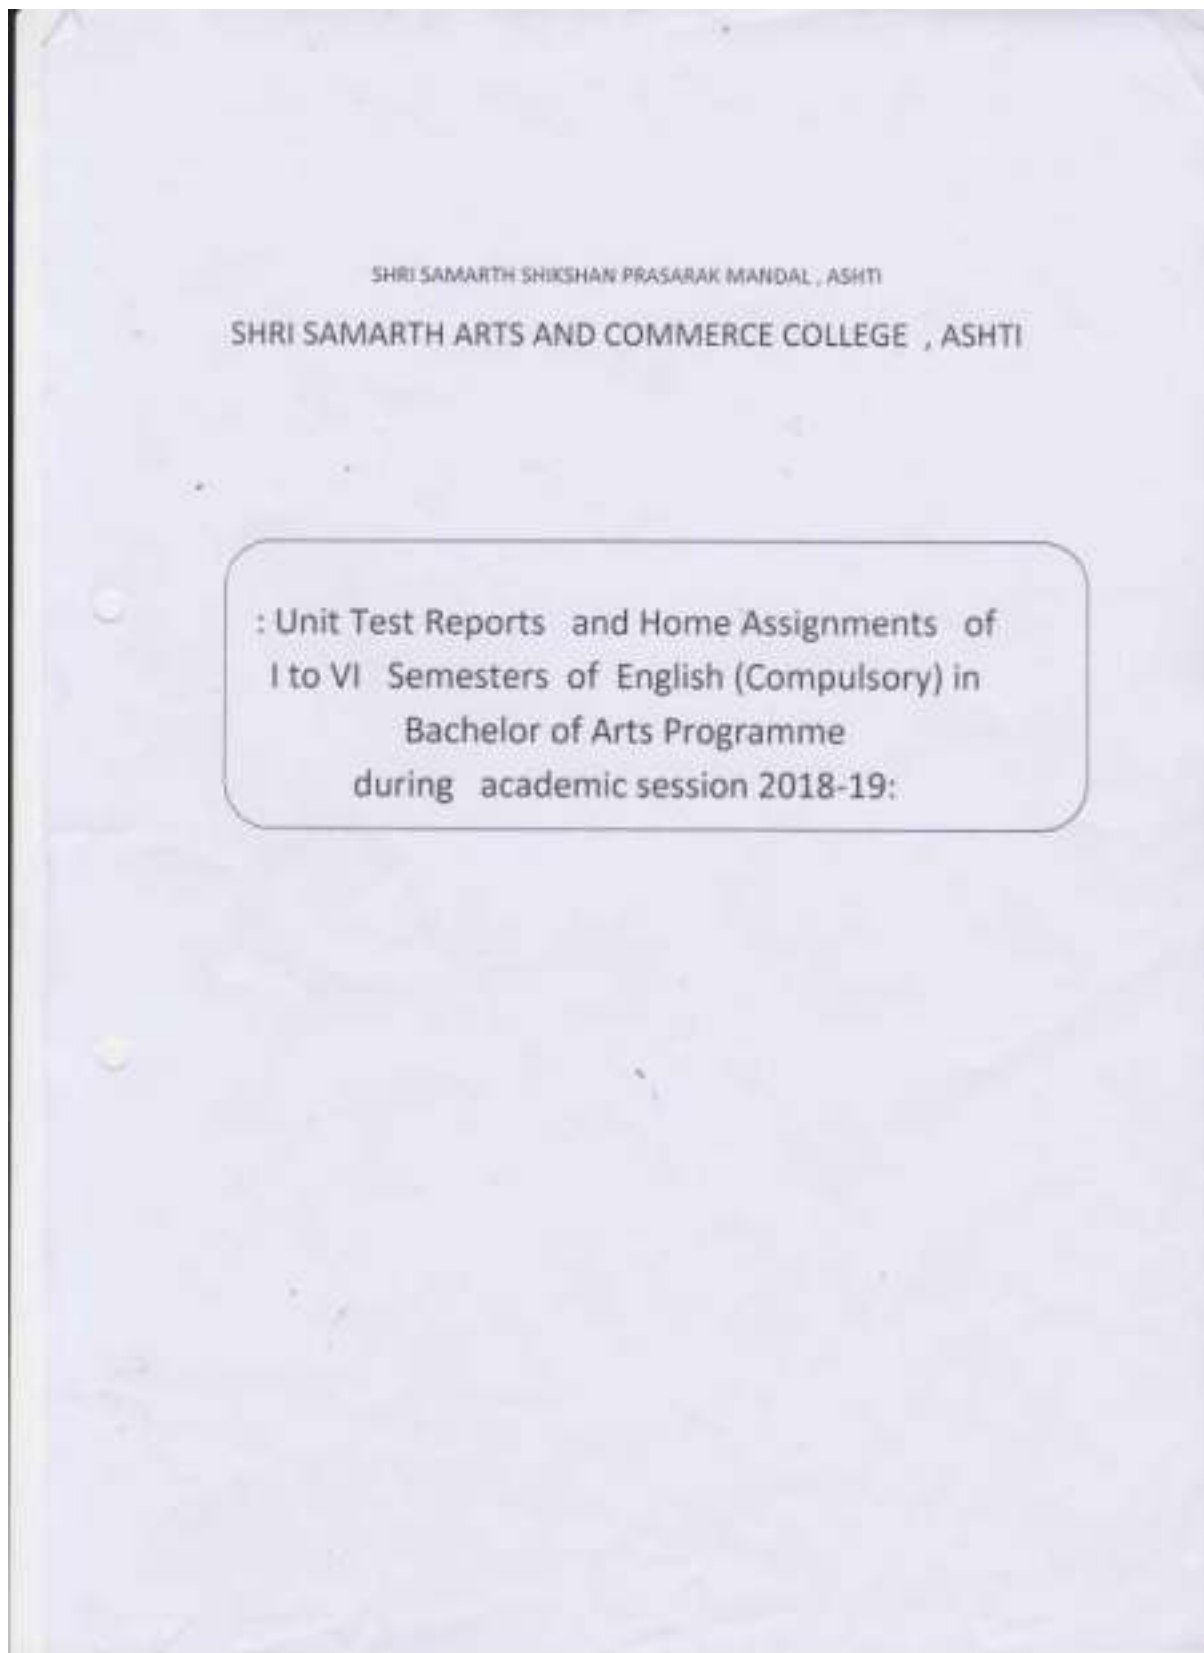 SHRI SAMARTH SHIKSHAN PRASARAK MANDAL , ASHTI
SHRI SAMARTH ARTS AND COMMERCE COLLEGE , ASHTI
: Unit Test Reports and Home Assignments of
I to VI Semesters of English (Compulsory) in
Bachelor of Arts Programme
during academic session 2018-19: